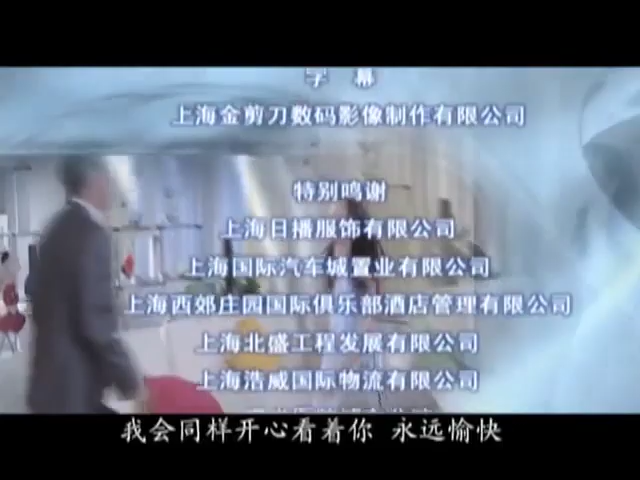 字 幕
上海金剪刀数码影像制作有限公司
特别鸣谢
上海日播服饰有限公司
上海国际汽车城置业有限公司
上海西郊庄园国际俱乐部酒店管理有限公司
上海北盛工程发展有限公司
上海浩威国际物流有限公司
我会同样开心看着你 永远愉快